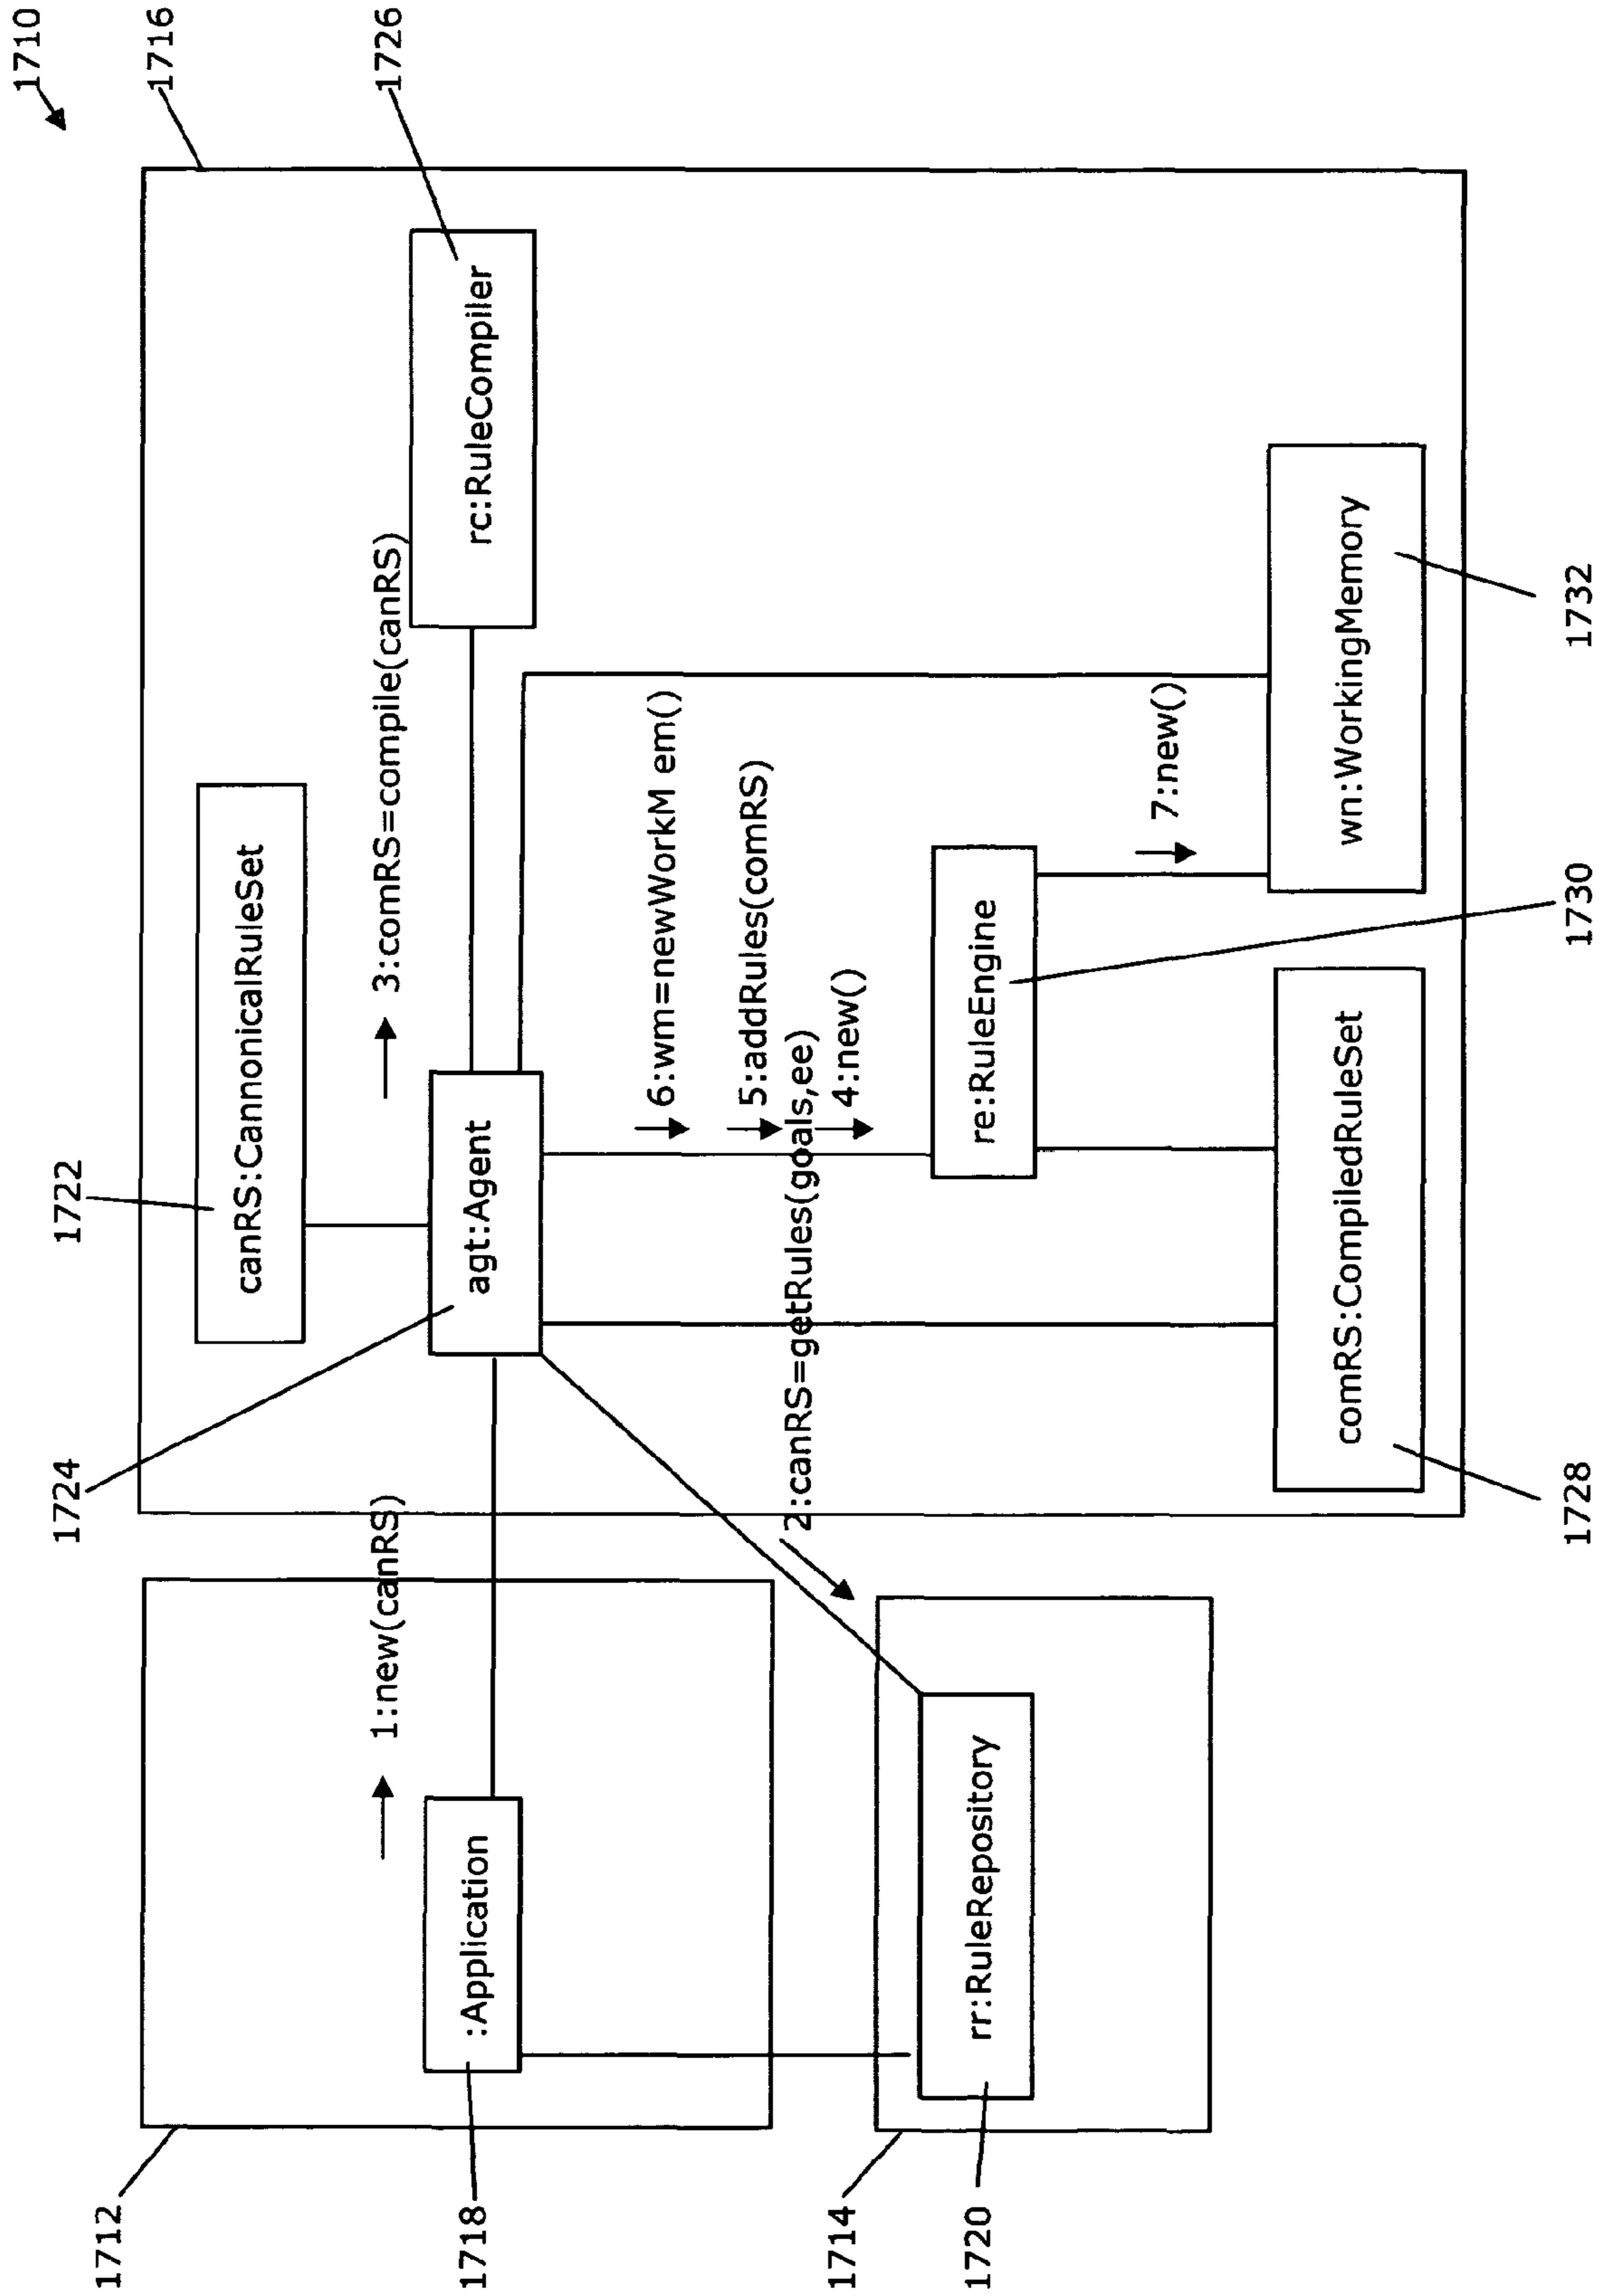 1710
1716
1726
1722
1724
canRS:CannonicalRuleSet
3:comRS=compile(canRS)
rc:RuleCompiler
agt:Agent
1:new(canRS)
:Application
1712
1718
6:wm=newWorkM em()
5:addRules(comRS)
2:canRS=getRules(goals,ee)
4:new()
re:RuleEngine
7:new()
rr:RuleRepository
1714
1720
comRS:CompiledRuleSet
wn:WorkingMemory
1728
1730
1732